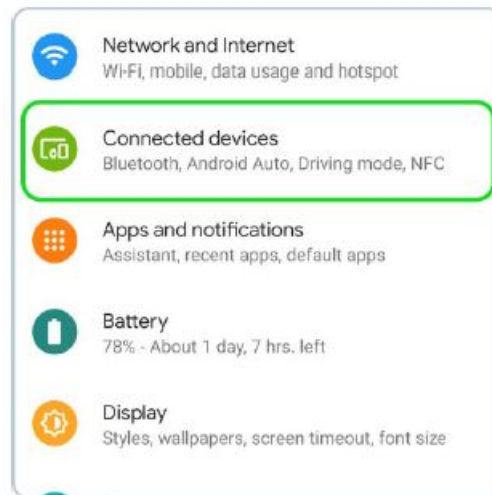 Network and Internet
Wi-Fi, mobile, data usage and hotspot
Connected devices
Bluetooth, Android Auto, Driving mode, NFC
Apps and notifications
Assistant, recent apps, default apps
Battery
78% - About 1 day, 7 hrs. left
Display
Styles, wallpapers, screen timeout, font size